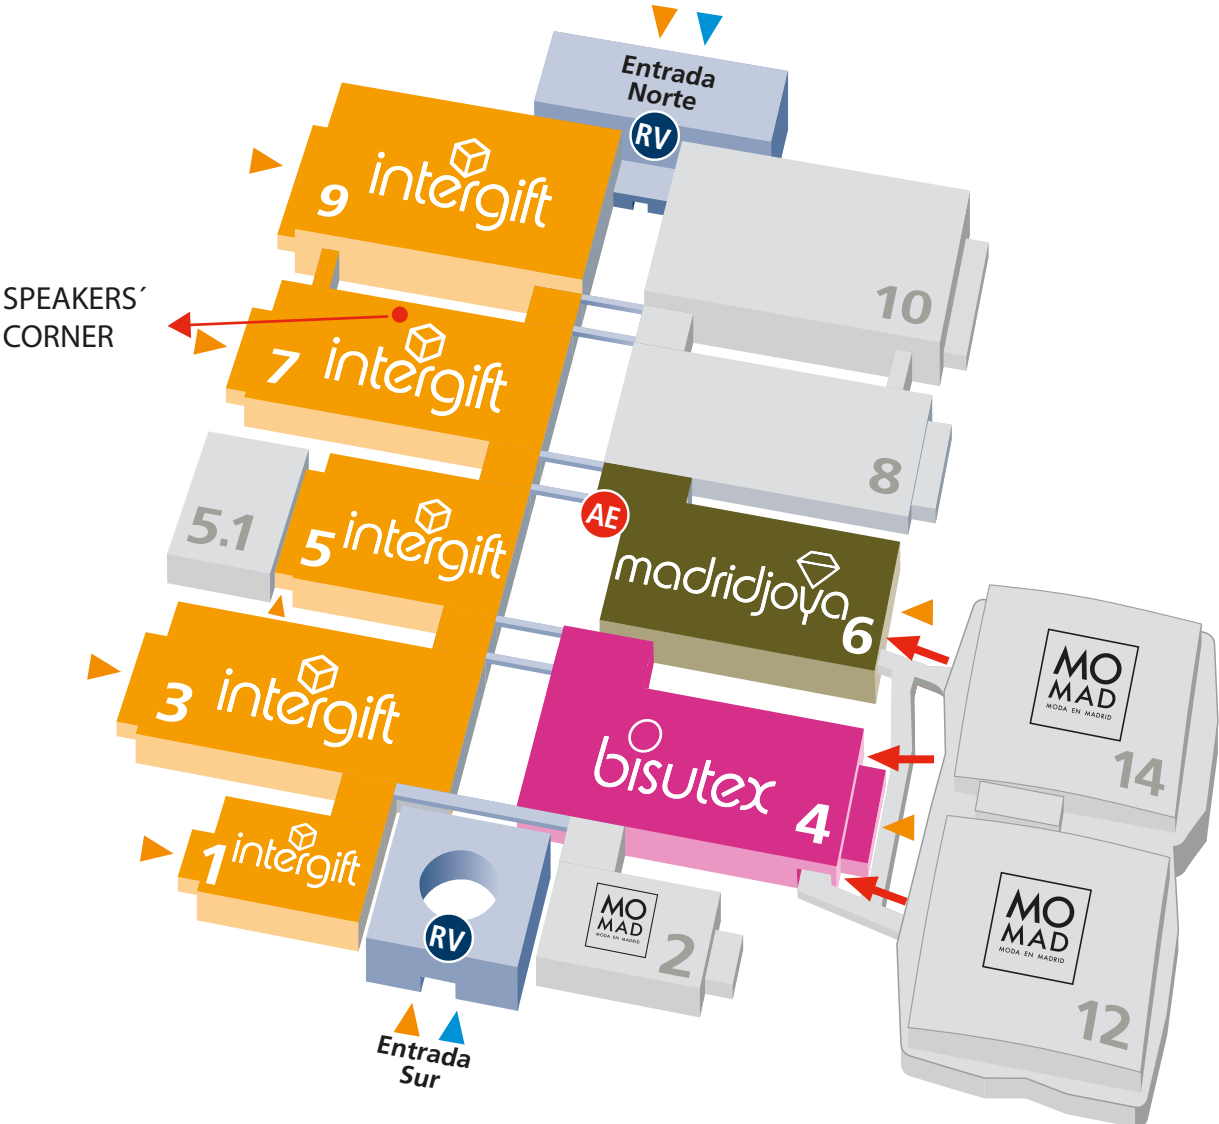 Entrada
Norte
RV
intergift
9
10
SPEAKERS´
CORNER
intergift
7
8
5.1
5
intergift
AE
madridjoya
6
intergift
3
MO
MAD
MODA EN MADRID
14
bisutex
4
intergift
1
RV
MO
MAD
MODA EN MADRID
2
MO
MAD
MODA EN MADRID
12
Entrada
Sur